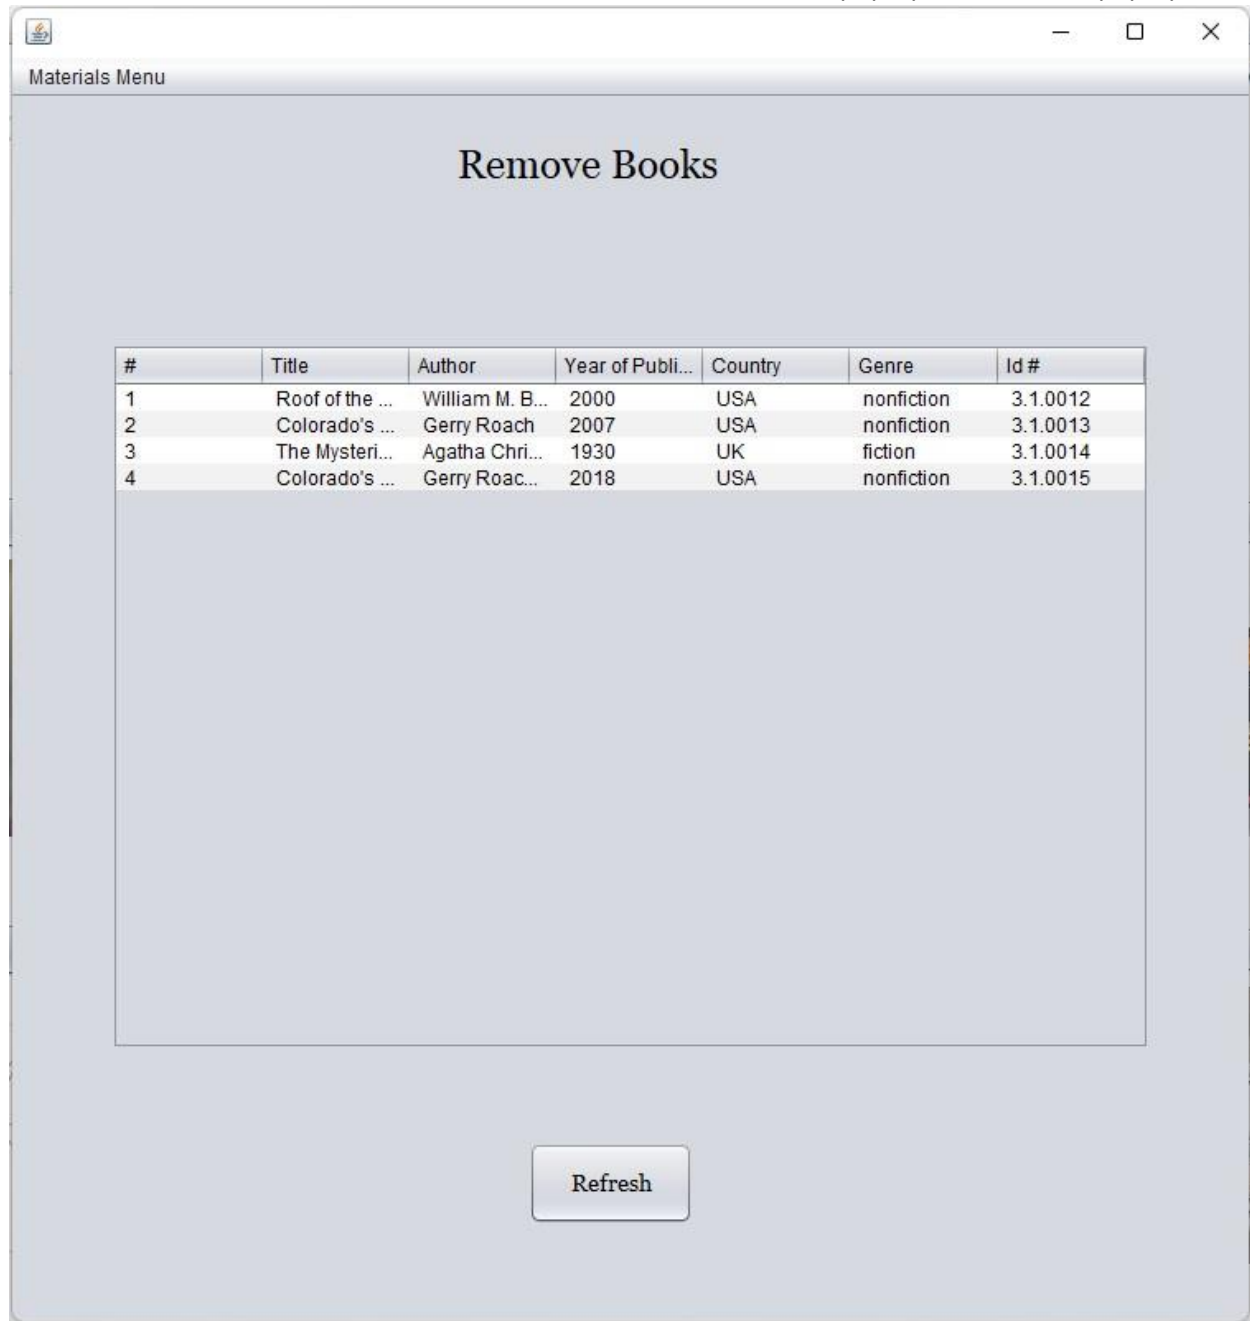 Materials Menu
Remove Books
# Title Author Year of Publi... Country Genre Id #
1 Roof of the ... William M. B... 2000 USA nonfiction 3.1.0012
2 Colorado's ... Gerry Roach 2007 USA nonfiction 3.1.0013
3 The Mysteri... Agatha Chri... 1930 UK fiction 3.1.0014
4 Colorado's ... Gerry Roac... 2018 USA nonfiction 3.1.0015
Refresh